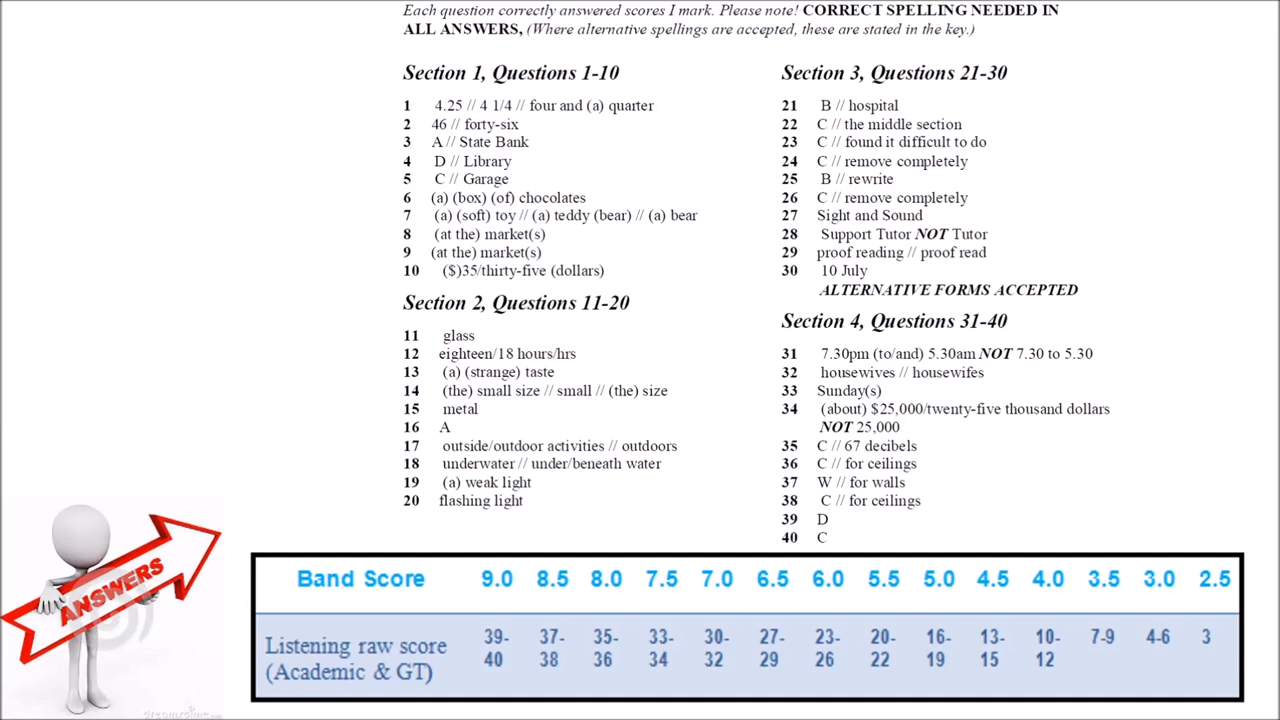 Each question correctly answered scores I mark. Please note! CORRECT SPELLING NEEDED IN
ALL ANSWERS, (Where alternative spellings are accepted, these are stated in the key.)
Section 1, Questions 1-10
1 4.25 // 4 1/4 // four and (a) quarter
2 46 // forty-six
3 A // State Bank
4 D // Library
5 C // Garage
6 (a) (box) (of) chocolates
7 (a) (soft) toy // (a) teddy (bear) // (a) bear
8 (at the) market(s)
9 (at the) market(s)
10 ($)35/thirty-five (dollars)
Section 2, Questions 11-20
11 glass
12 eighteen/18 hours/hrs
13 (a) (strange) taste
14 (the) small size // small // (the) size
15 metal
16 A
17 outside/outdoor activities // outdoors
18 underwater // under/beneath water
19 (a) weak light
20 flashing light
Section 3, Questions 21-30
21 B // hospital
22 C // the middle section
23 C // found it difficult to do
24 C // remove completely
25 B // rewrite
26 C // remove completely
27 Sight and Sound
28 Support Tutor NOT Tutor
29 proof reading // proof read
30 10 July
ALTERNATIVE FORMS ACCEPTED
Section 4, Questions 31-40
31 7.30pm (to/and) 5.30am NOT 7.30 to 5.30
32 housewives // housewifes
33 Sunday(s)
34 (about) $25,000/twenty-five thousand dollars
NOT 25,000
35 C // 67 decibels
36 C // for ceilings
37 W // for walls
38 C // for ceilings
39 D
40 C
ANSWERS
Band Score 9.0 8.5 8.0 7.5 7.0 6.5 6.0 5.5 5.0 4.5 4.0 3.5 3.0 2.5
Listening raw score 39- 37- 35- 33- 30- 27- 23- 20- 16- 13- 10- 7-9 4-6 3
(Academic & GT) 40 38 36 34 32 29 26 22 19 15 12
dreamstime